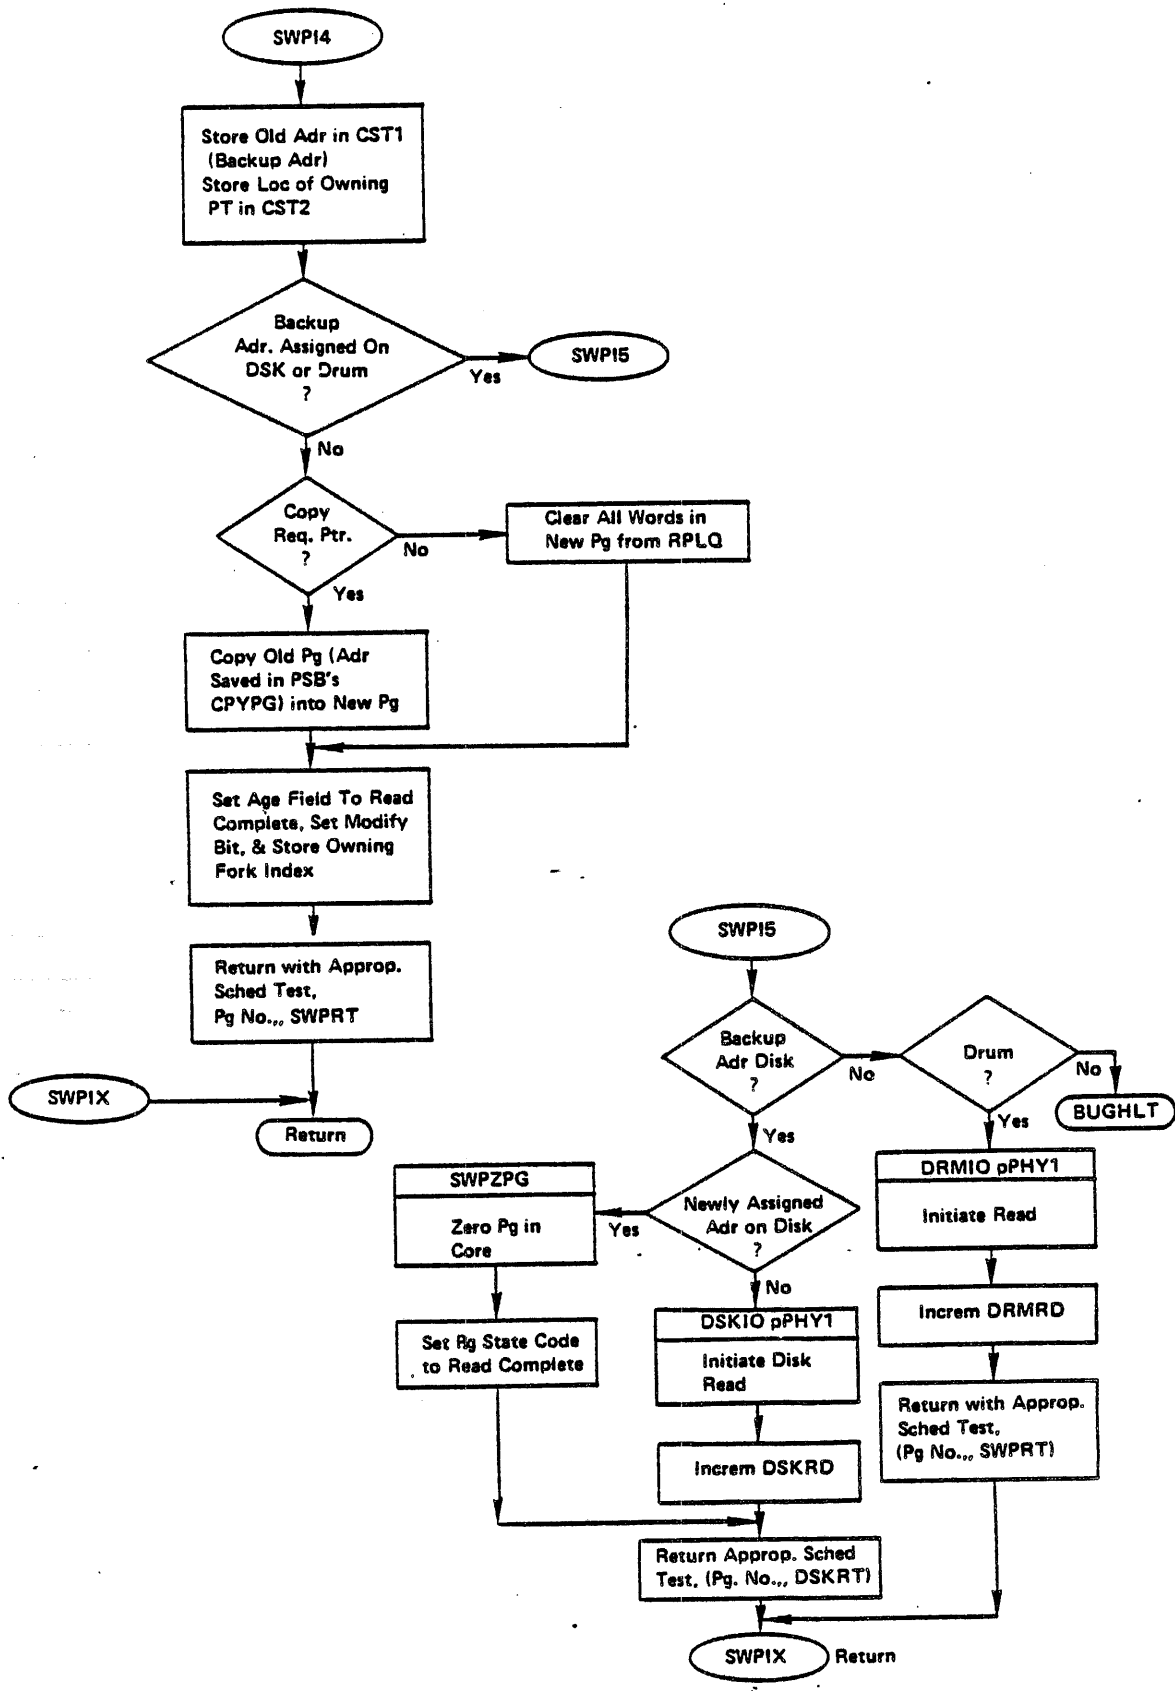 SWPI4
Store Old Adr in CST1
(Backup Adr)
Store Loc of Owning
PT in CST2
Backup
Adr. Assigned On
DSK or Drum
?
Yes
SWPI5
No
Copy
Req. Ptr.
?
No
Clear All Words in
New Pg from RPLQ
Yes
Copy Old Pg (Adr
Saved in PSB's
CPYPG) into New Pg
Set Age Field To Read
Complete, Set Modify
Bit, & Store Owning
Fork Index
Return with Approp.
Sched Test,
Pg No.,, SWPRT
SWPIX
Return
SWPI5
Backup
Adr Disk
?
No
Drum
?
No
BUGHLT
Yes
Yes
DRMIO pPHY1
Initiate Read
Increm DRMRD
Return with Approp.
Sched Test,
(Pg No.,, SWPRT)
Newly Assigned
Adr on Disk
?
Yes
SWPZPG
Zero Pg in
Core
Set Pg State Code
to Read Complete
No
DSKIO pPHY1
Initiate Disk
Read
Increm DSKRD
Return Approp. Sched
Test, (Pg. No.,, DSKRT)
SWPIX
Return